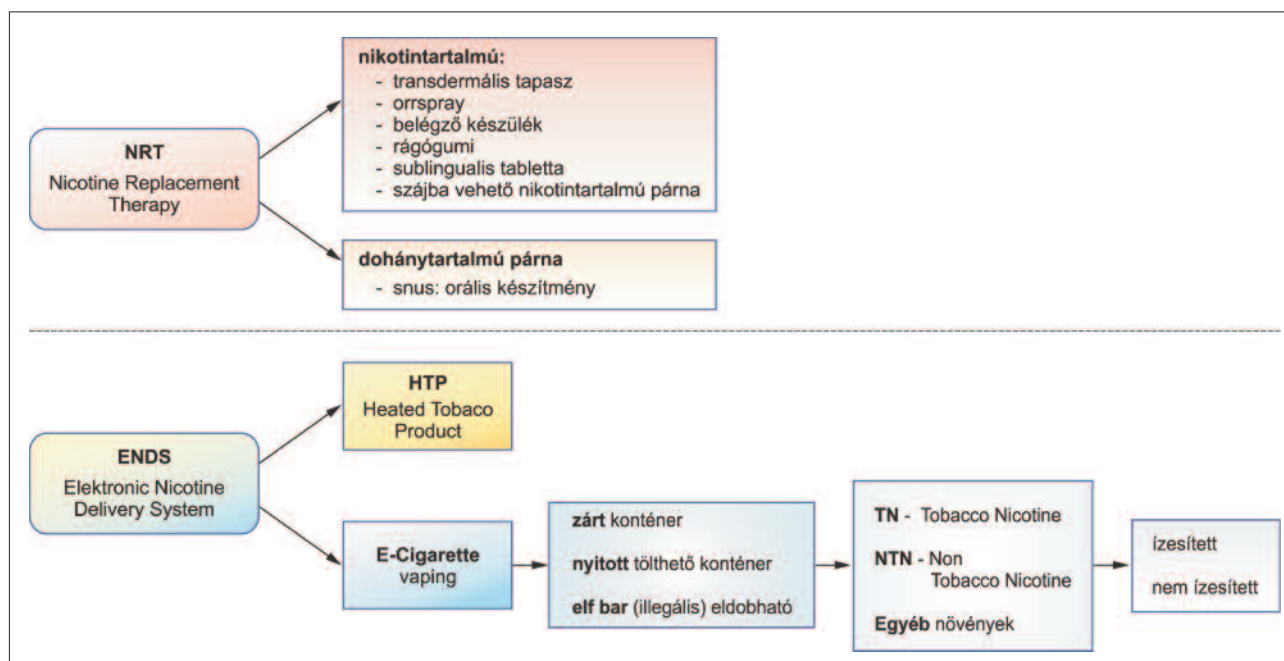 NRT
Nicotine Replacement
Therapy
nikotintartalmú:
- transdermális tapasz
- orrspray
- belégző készülék
- rágógumi
- sublingualis tabletta
- szájba vehető nikotintartalmú párna
dohánytartalmú párna
- snus: orális készítmény
ENDS
Elektronic Nicotine
Delivery System
HTP
Heated Tobaco
Product
E-Cigarette
vaping
zárt konténer
nyitott tölthető konténer
elf bar (illegális) eldobható
TN - Tobacco Nicotine
NTN - Non
Tobacco Nicotine
Egyéb növények
ízesített
nem ízesített